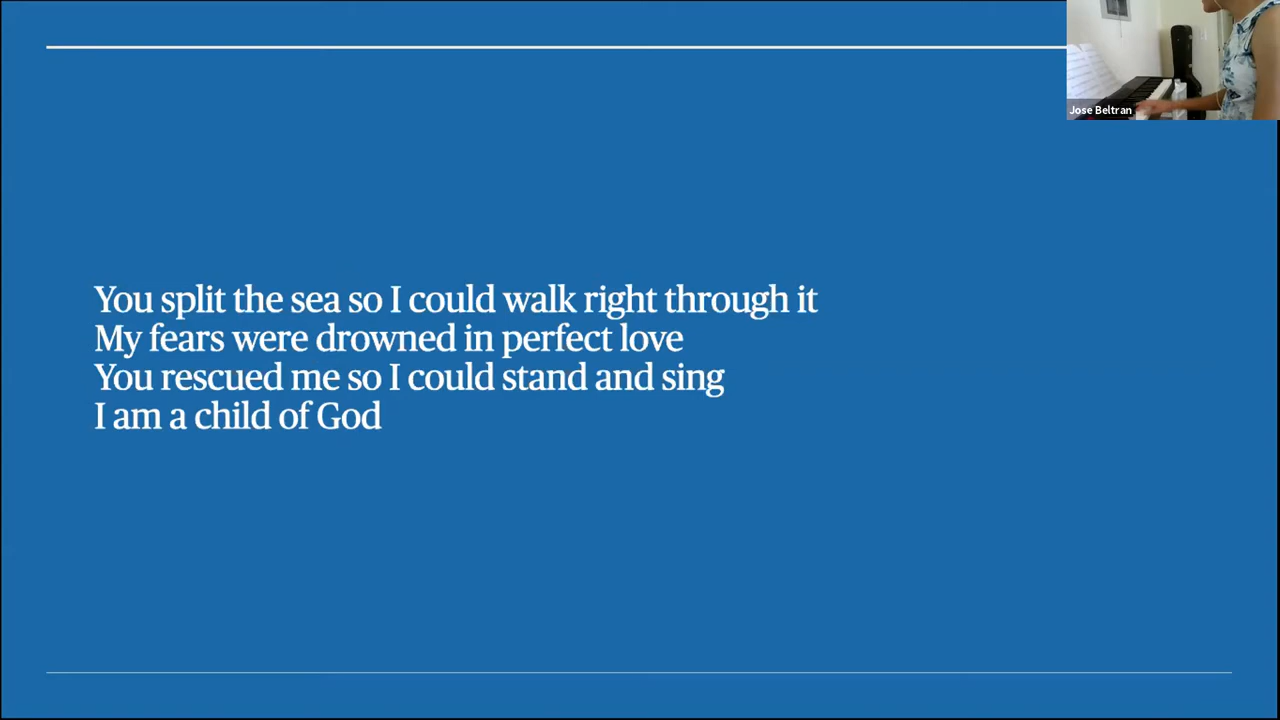 Jose Beltran
You split the sea so I could walk right through it
My fears were drowned in perfect love
You rescued me so I could stand and sing
I am a child of God